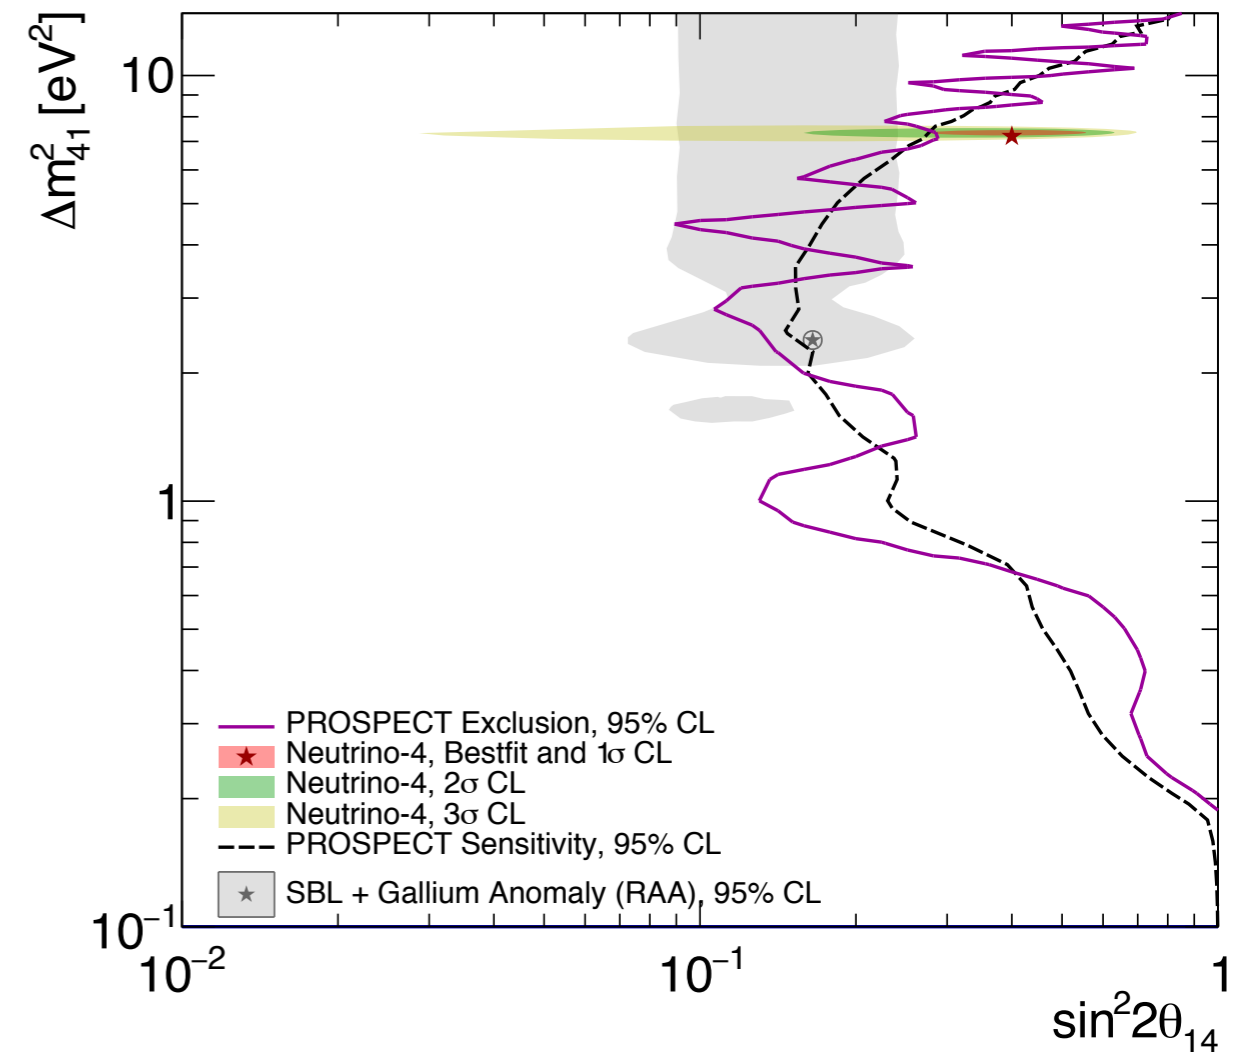 Δm²₄₁ [eV²]
10
1
10⁻¹
PROSPECT Exclusion, 95% CL
Neutrino-4, Bestfit and 1σ CL
Neutrino-4, 2σ CL
Neutrino-4, 3σ CL
PROSPECT Sensitivity, 95% CL
SBL + Gallium Anomaly (RAA), 95% CL
10⁻² 10⁻¹ 1
sin²2θ₁₄